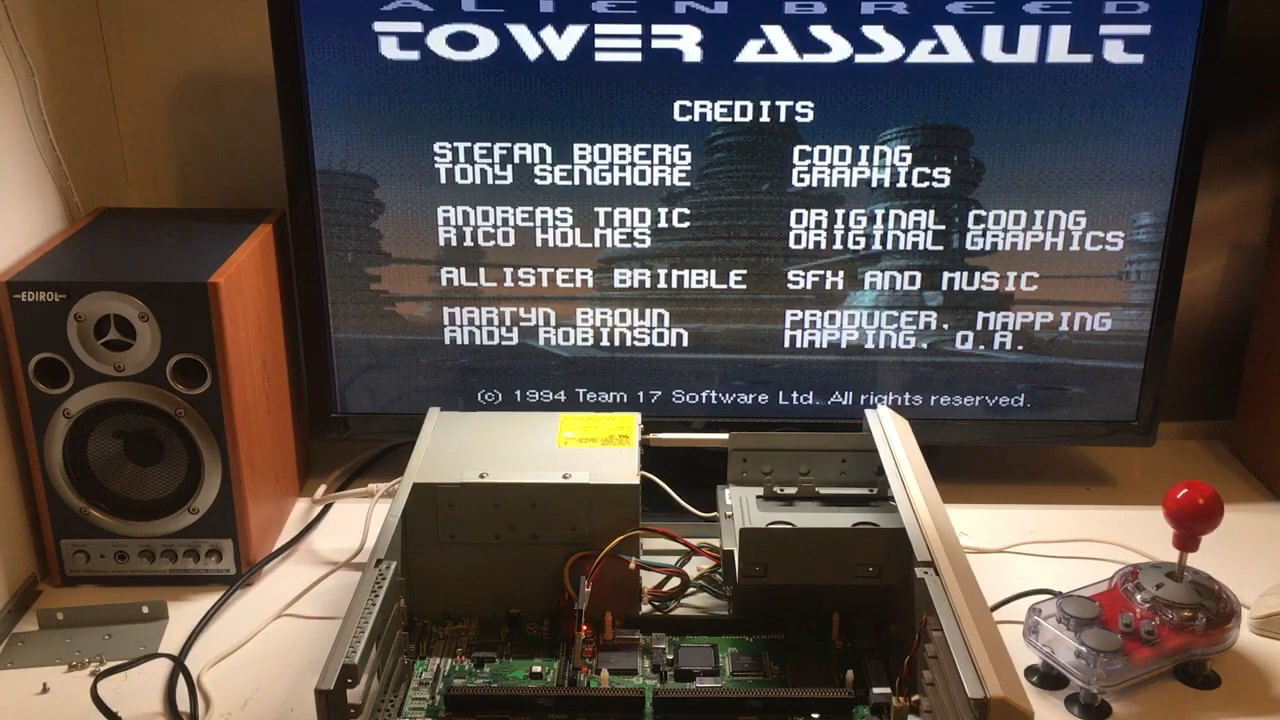 ALIEN BREED
TOWER ASSAULT
CREDITS
STEFAN BOBERG CODING
TONY SENGHORE GRAPHICS
ANDREAS TADIC ORIGINAL CODING
RICO HOLMES ORIGINAL GRAPHICS
ALLISTER BRIMBLE SFX AND MUSIC
MARTYN BROWN PRODUCER, MAPPING
ANDY ROBINSON MAPPING, Q.A.
(c) 1994 Team 17 Software Ltd. All rights reserved.
EDIROL